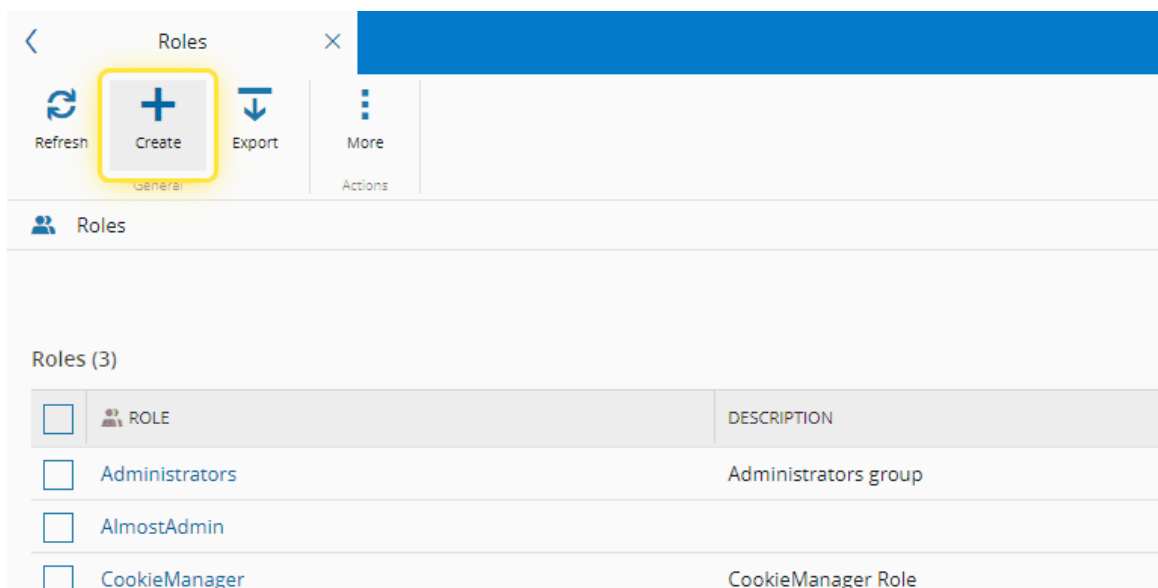 Roles
Refresh Create Export More
General Actions
Roles
Roles (3)
ROLE DESCRIPTION
Administrators Administrators group
AlmostAdmin
CookieManager CookieManager Role